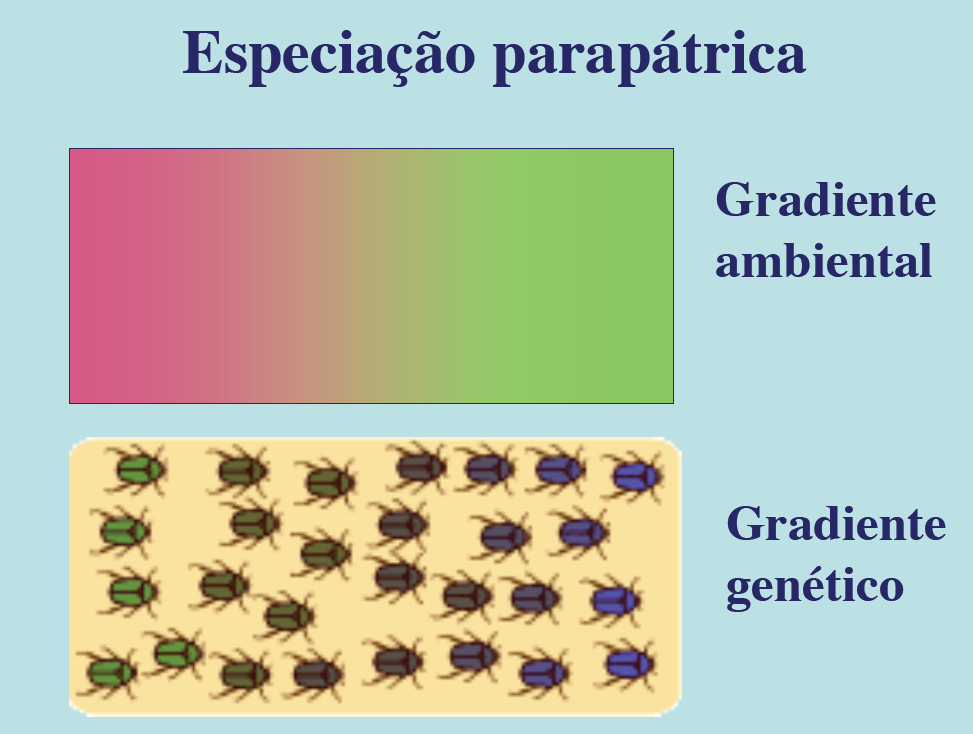 Especiação parapátrica
Gradiente
ambiental
Gradiente
genético